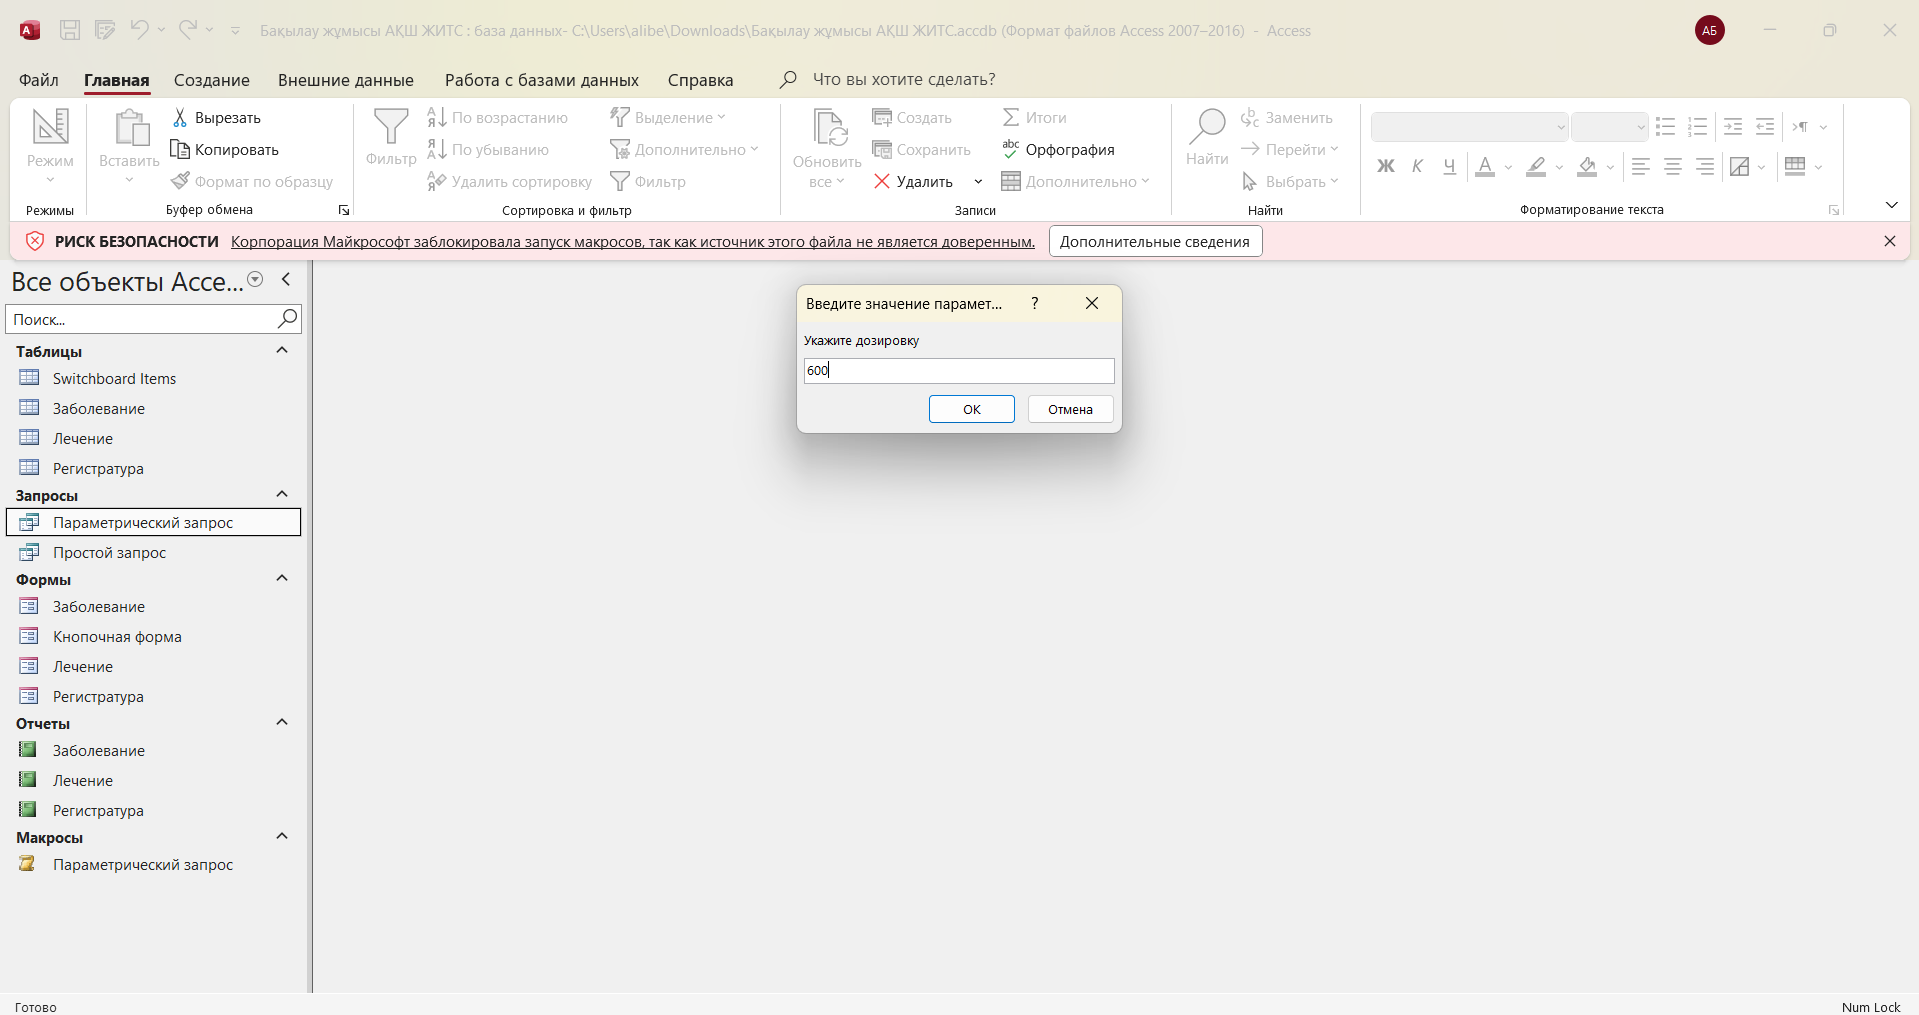 Бақылау жұмысы АҚШ ЖИТС : база данных- C:\Users\alibe\Downloads\Бақылау жұмысы АҚШ ЖИТС.accdb (Формат файлов Access 2007–2016) - Access
АБ
Файл Главная Создание Внешние данные Работа с базами данных Справка Что вы хотите сделать?
Режим
Режимы
Вставить
Вырезать
Копировать
Формат по образцу
Буфер обмена
Фильтр
По возрастанию
По убыванию
Удалить сортировку
Выделение
Дополнительно
Фильтр
Сортировка и фильтр
Обновить
все
Создать
Сохранить
Удалить
Итоги
Орфография
Дополнительно
Записи
Найти
Заменить
Перейти
Выбрать
Найти
Ж К Ч А
Форматирование текста
РИСК БЕЗОПАСНОСТИ Корпорация Майкрософт заблокировала запуск макросов, так как источник этого файла не является доверенным. Дополнительные сведения
Все объекты Acce...
Поиск...
Таблицы
Switchboard Items
Заболевание
Лечение
Регистратура
Запросы
Параметрический запрос
Простой запрос
Формы
Заболевание
Кнопочная форма
Лечение
Регистратура
Отчеты
Заболевание
Лечение
Регистратура
Макросы
Параметрический запрос
Введите значение парамет... ?
Укажите дозировку
600
ОК Отмена
Готово
Num Lock